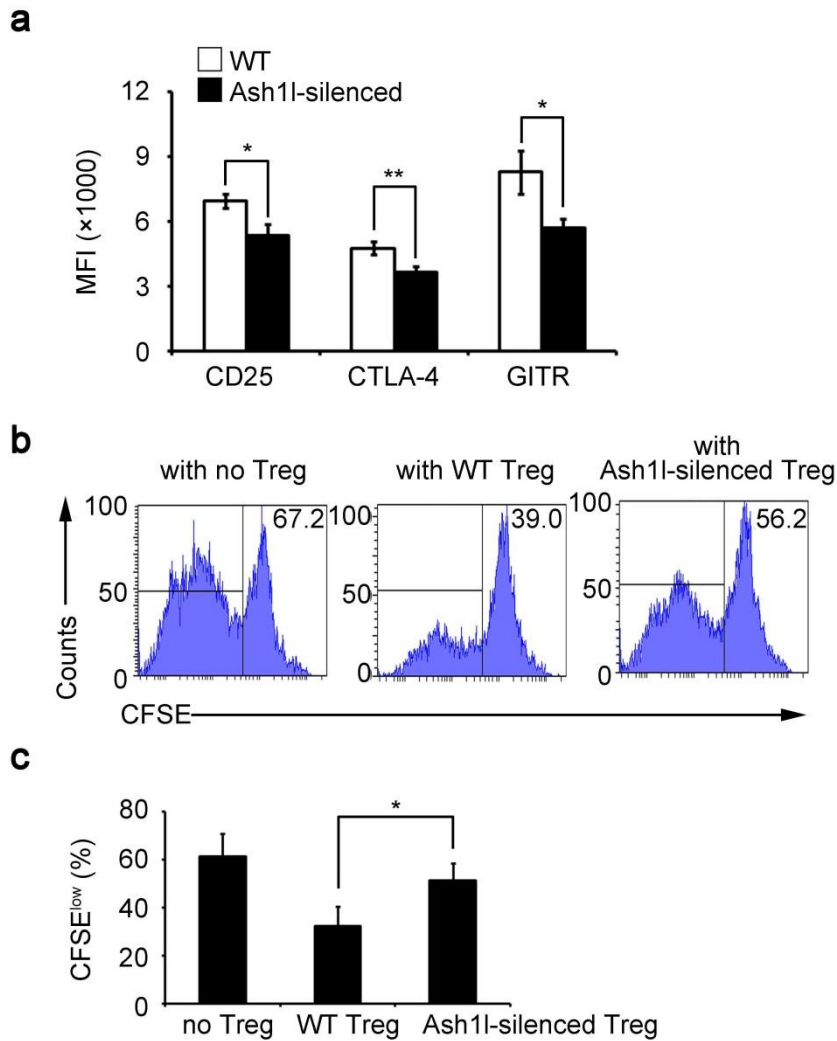 a
WT
Ash1l-silenced
12
9
6
3
0
MFI (×1000)
*
**
*
CD25 CTLA-4 GITR
b
with no Treg
with WT Treg
with
Ash1l-silenced Treg
100
50
0
67.2
100
50
0
39.0
100
50
0
56.2
Counts
CFSE
c
80
60
40
20
0
CFSElow (%)
*
no Treg WT Treg Ash1l-silenced Treg